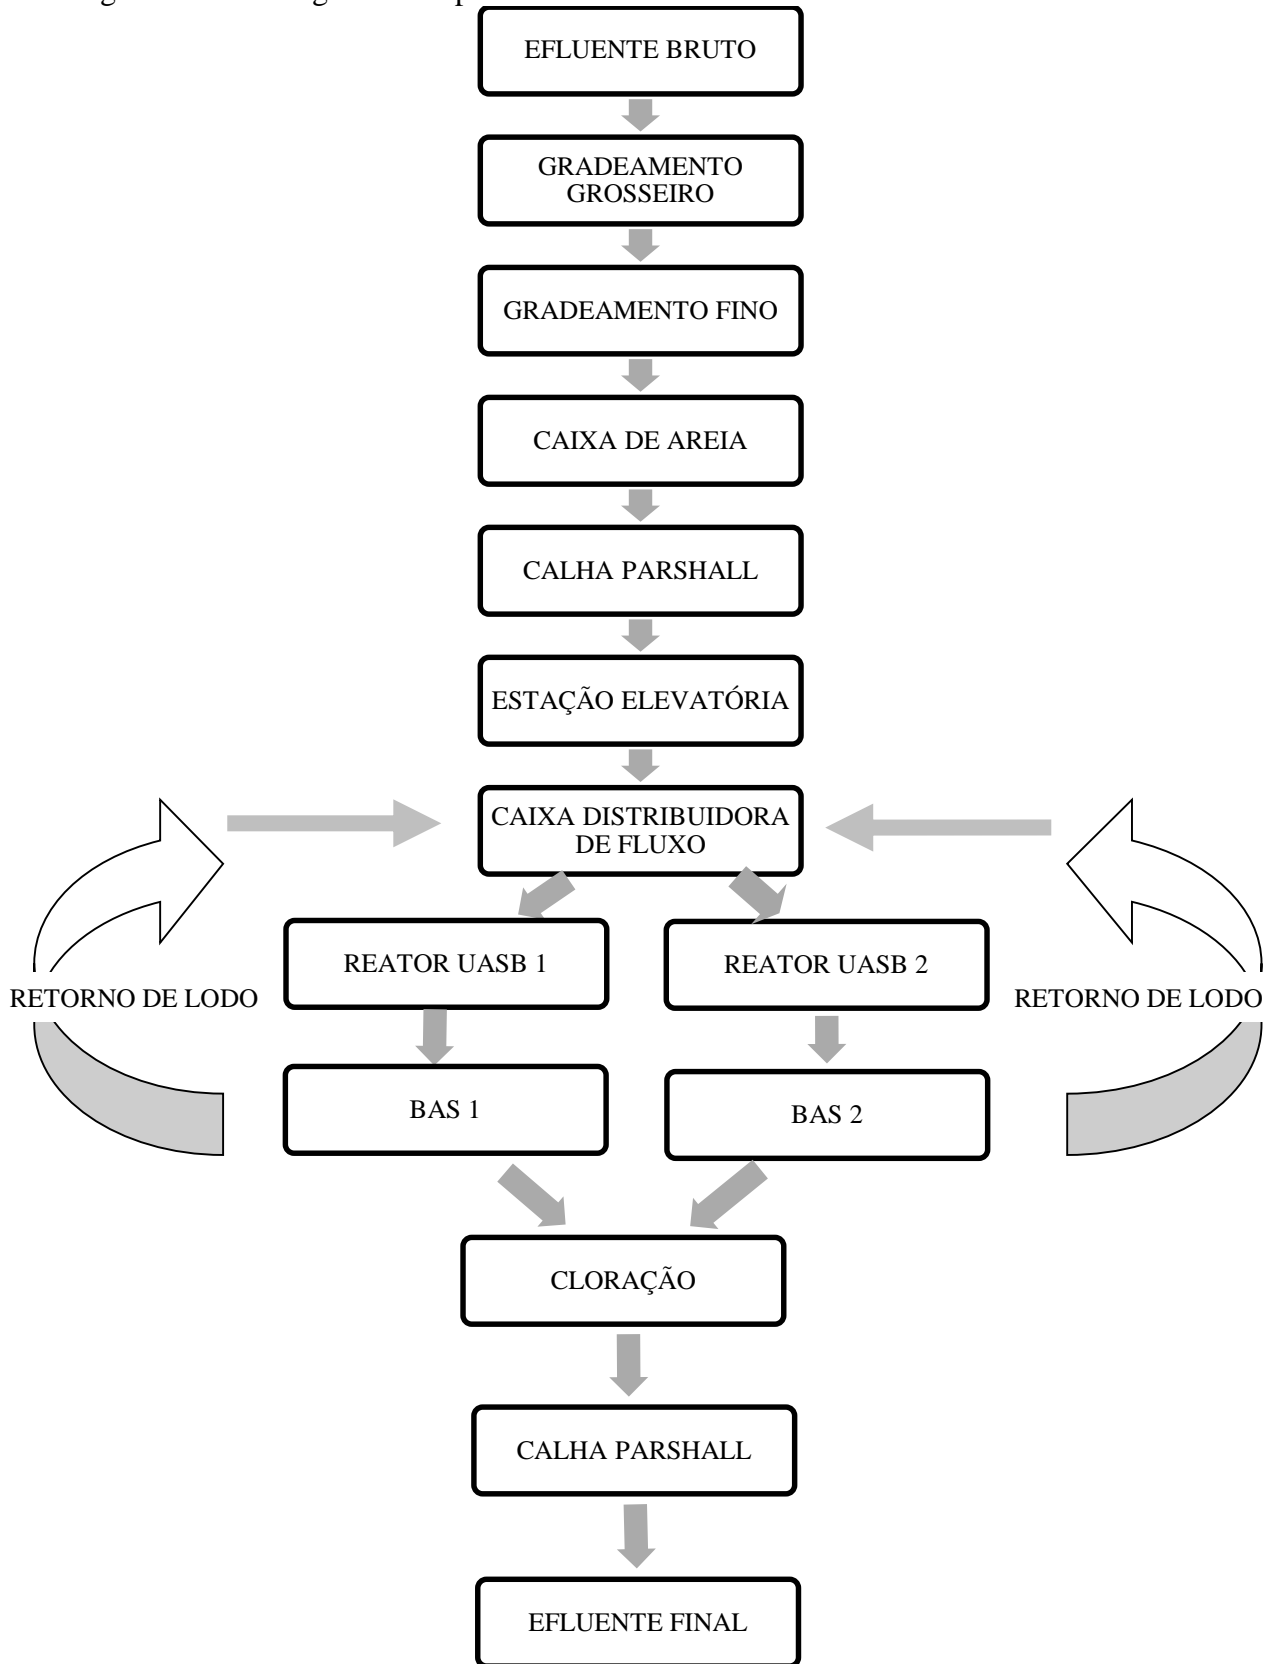 EFLUENTE BRUTO
GRADEAMENTO
GROSSEIRO
GRADEAMENTO FINO
CAIXA DE AREIA
CALHA PARSHALL
ESTAÇÃO ELEVATÓRIA
CAIXA DISTRIBUIDORA
DE FLUXO
REATOR UASB 1
REATOR UASB 2
RETORNO DE LODO
RETORNO DE LODO
BAS 1
BAS 2
CLORAÇÃO
CALHA PARSHALL
EFLUENTE FINAL